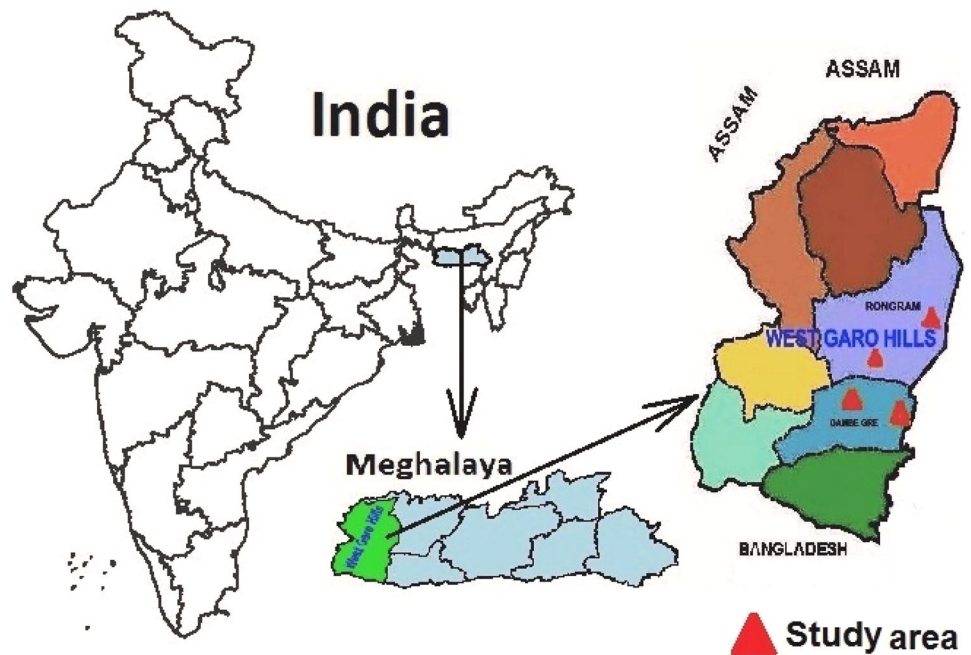 India
ASSAM
ASSAM
RONGRAM
WEST GARO HILLS
DAMBE GRE
Meghalaya
West Garo Hills
BANGLADESH
Study area